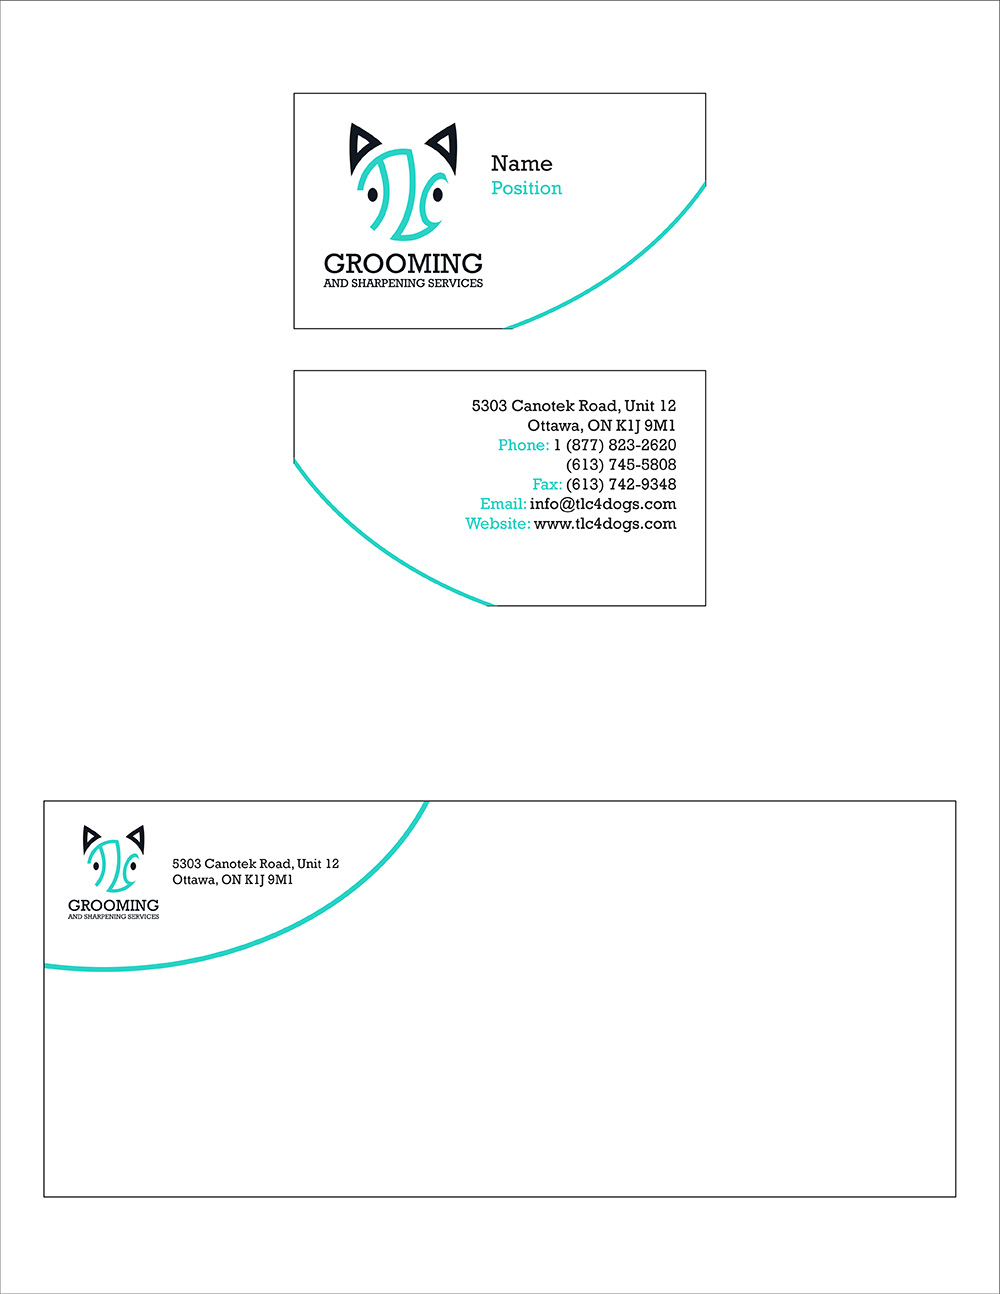 TLC
GROOMING
AND SHARPENING SERVICES
Name
Position
5303 Canotek Road, Unit 12
Ottawa, ON K1J 9M1
Phone: 1 (877) 823-2620
(613) 745-5808
Fax: (613) 742-9348
Email: info@tlc4dogs.com
Website: www.tlc4dogs.com
TLC
GROOMING
AND SHARPENING SERVICES
5303 Canotek Road, Unit 12
Ottawa, ON K1J 9M1